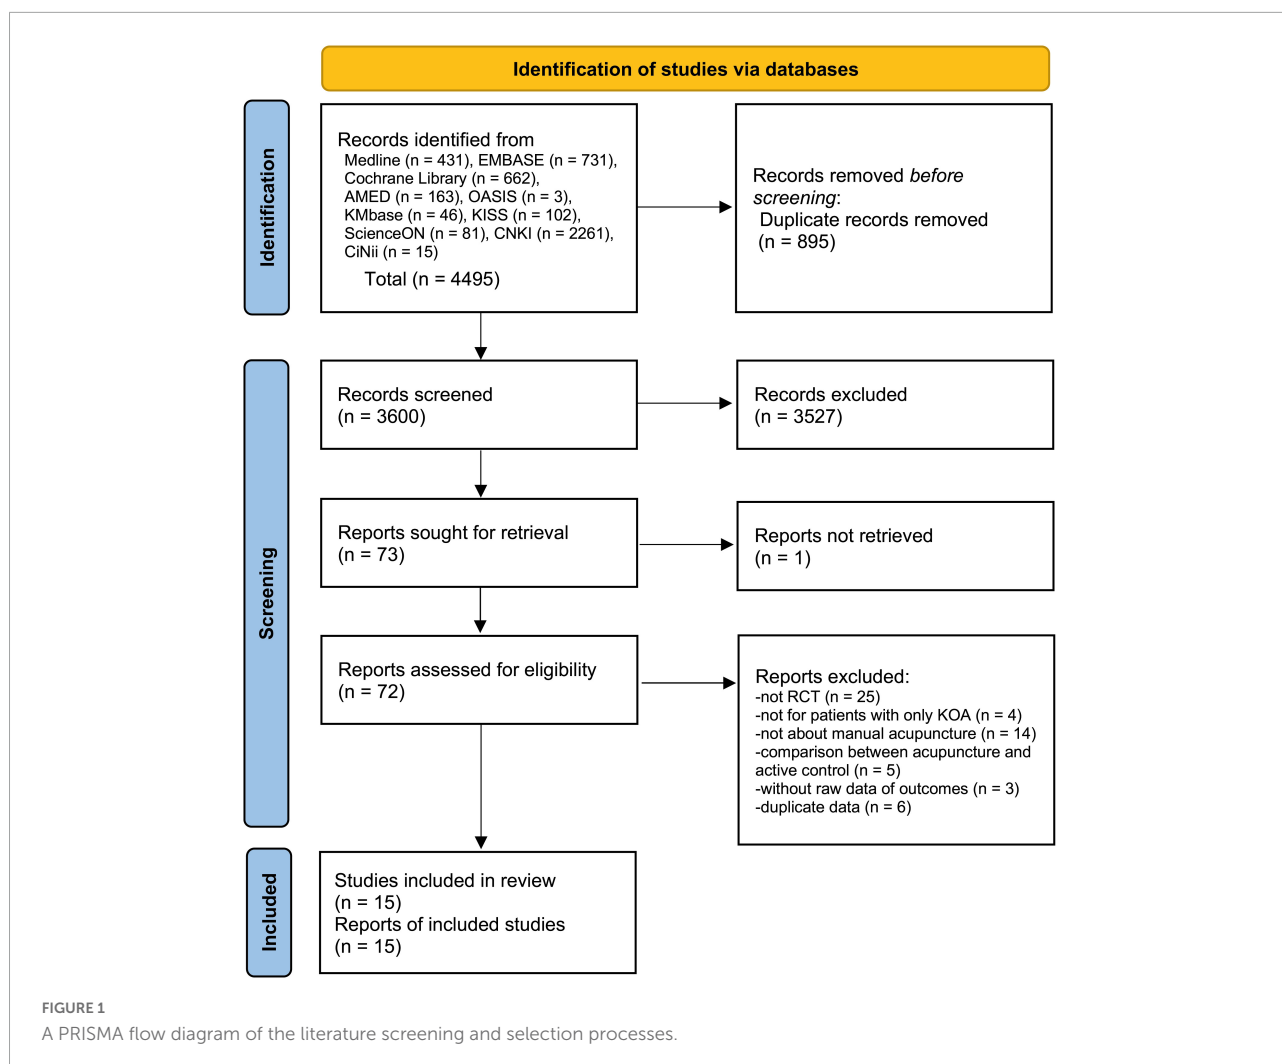 Identification of studies via databases
Identification
Records identified from
Medline (n = 431), EMBASE (n = 731),
Cochrane Library (n = 662),
AMED (n = 163), OASIS (n = 3),
KMbase (n = 46), KISS (n = 102),
ScienceON (n = 81), CNKI (n = 2261),
CiNii (n = 15)
Total (n = 4495)
Records removed before
screening:
Duplicate records removed
(n = 895)
Screening
Records screened
(n = 3600)
Records excluded
(n = 3527)
Reports sought for retrieval
(n = 73)
Reports not retrieved
(n = 1)
Reports assessed for eligibility
(n = 72)
Reports excluded:
-not RCT (n = 25)
-not for patients with only KOA (n = 4)
-not about manual acupuncture (n = 14)
-comparison between acupuncture and
active control (n = 5)
-without raw data of outcomes (n = 3)
-duplicate data (n = 6)
Included
Studies included in review
(n = 15)
Reports of included studies
(n = 15)
FIGURE 1
A PRISMA flow diagram of the literature screening and selection processes.